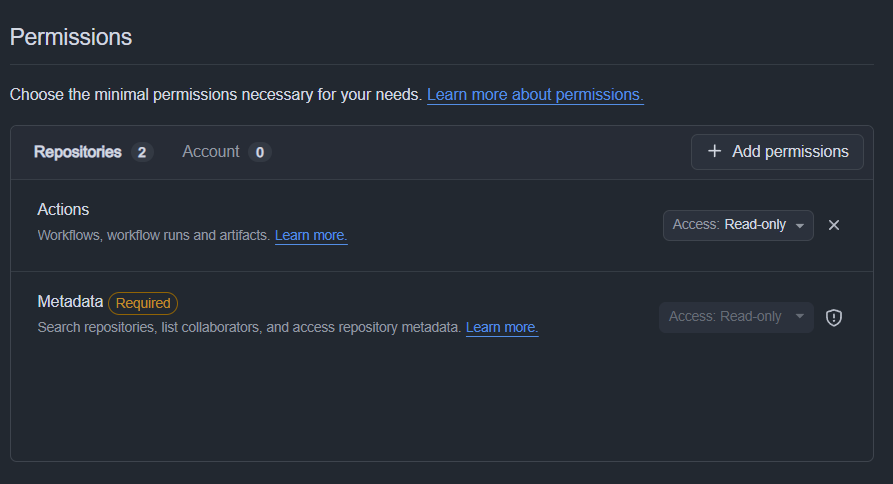 Permissions
Choose the minimal permissions necessary for your needs. Learn more about permissions.
Repositories 2 Account 0 + Add permissions
Actions
Workflows, workflow runs and artifacts. Learn more.
Access: Read-only
Metadata Required
Search repositories, list collaborators, and access repository metadata. Learn more.
Access: Read-only